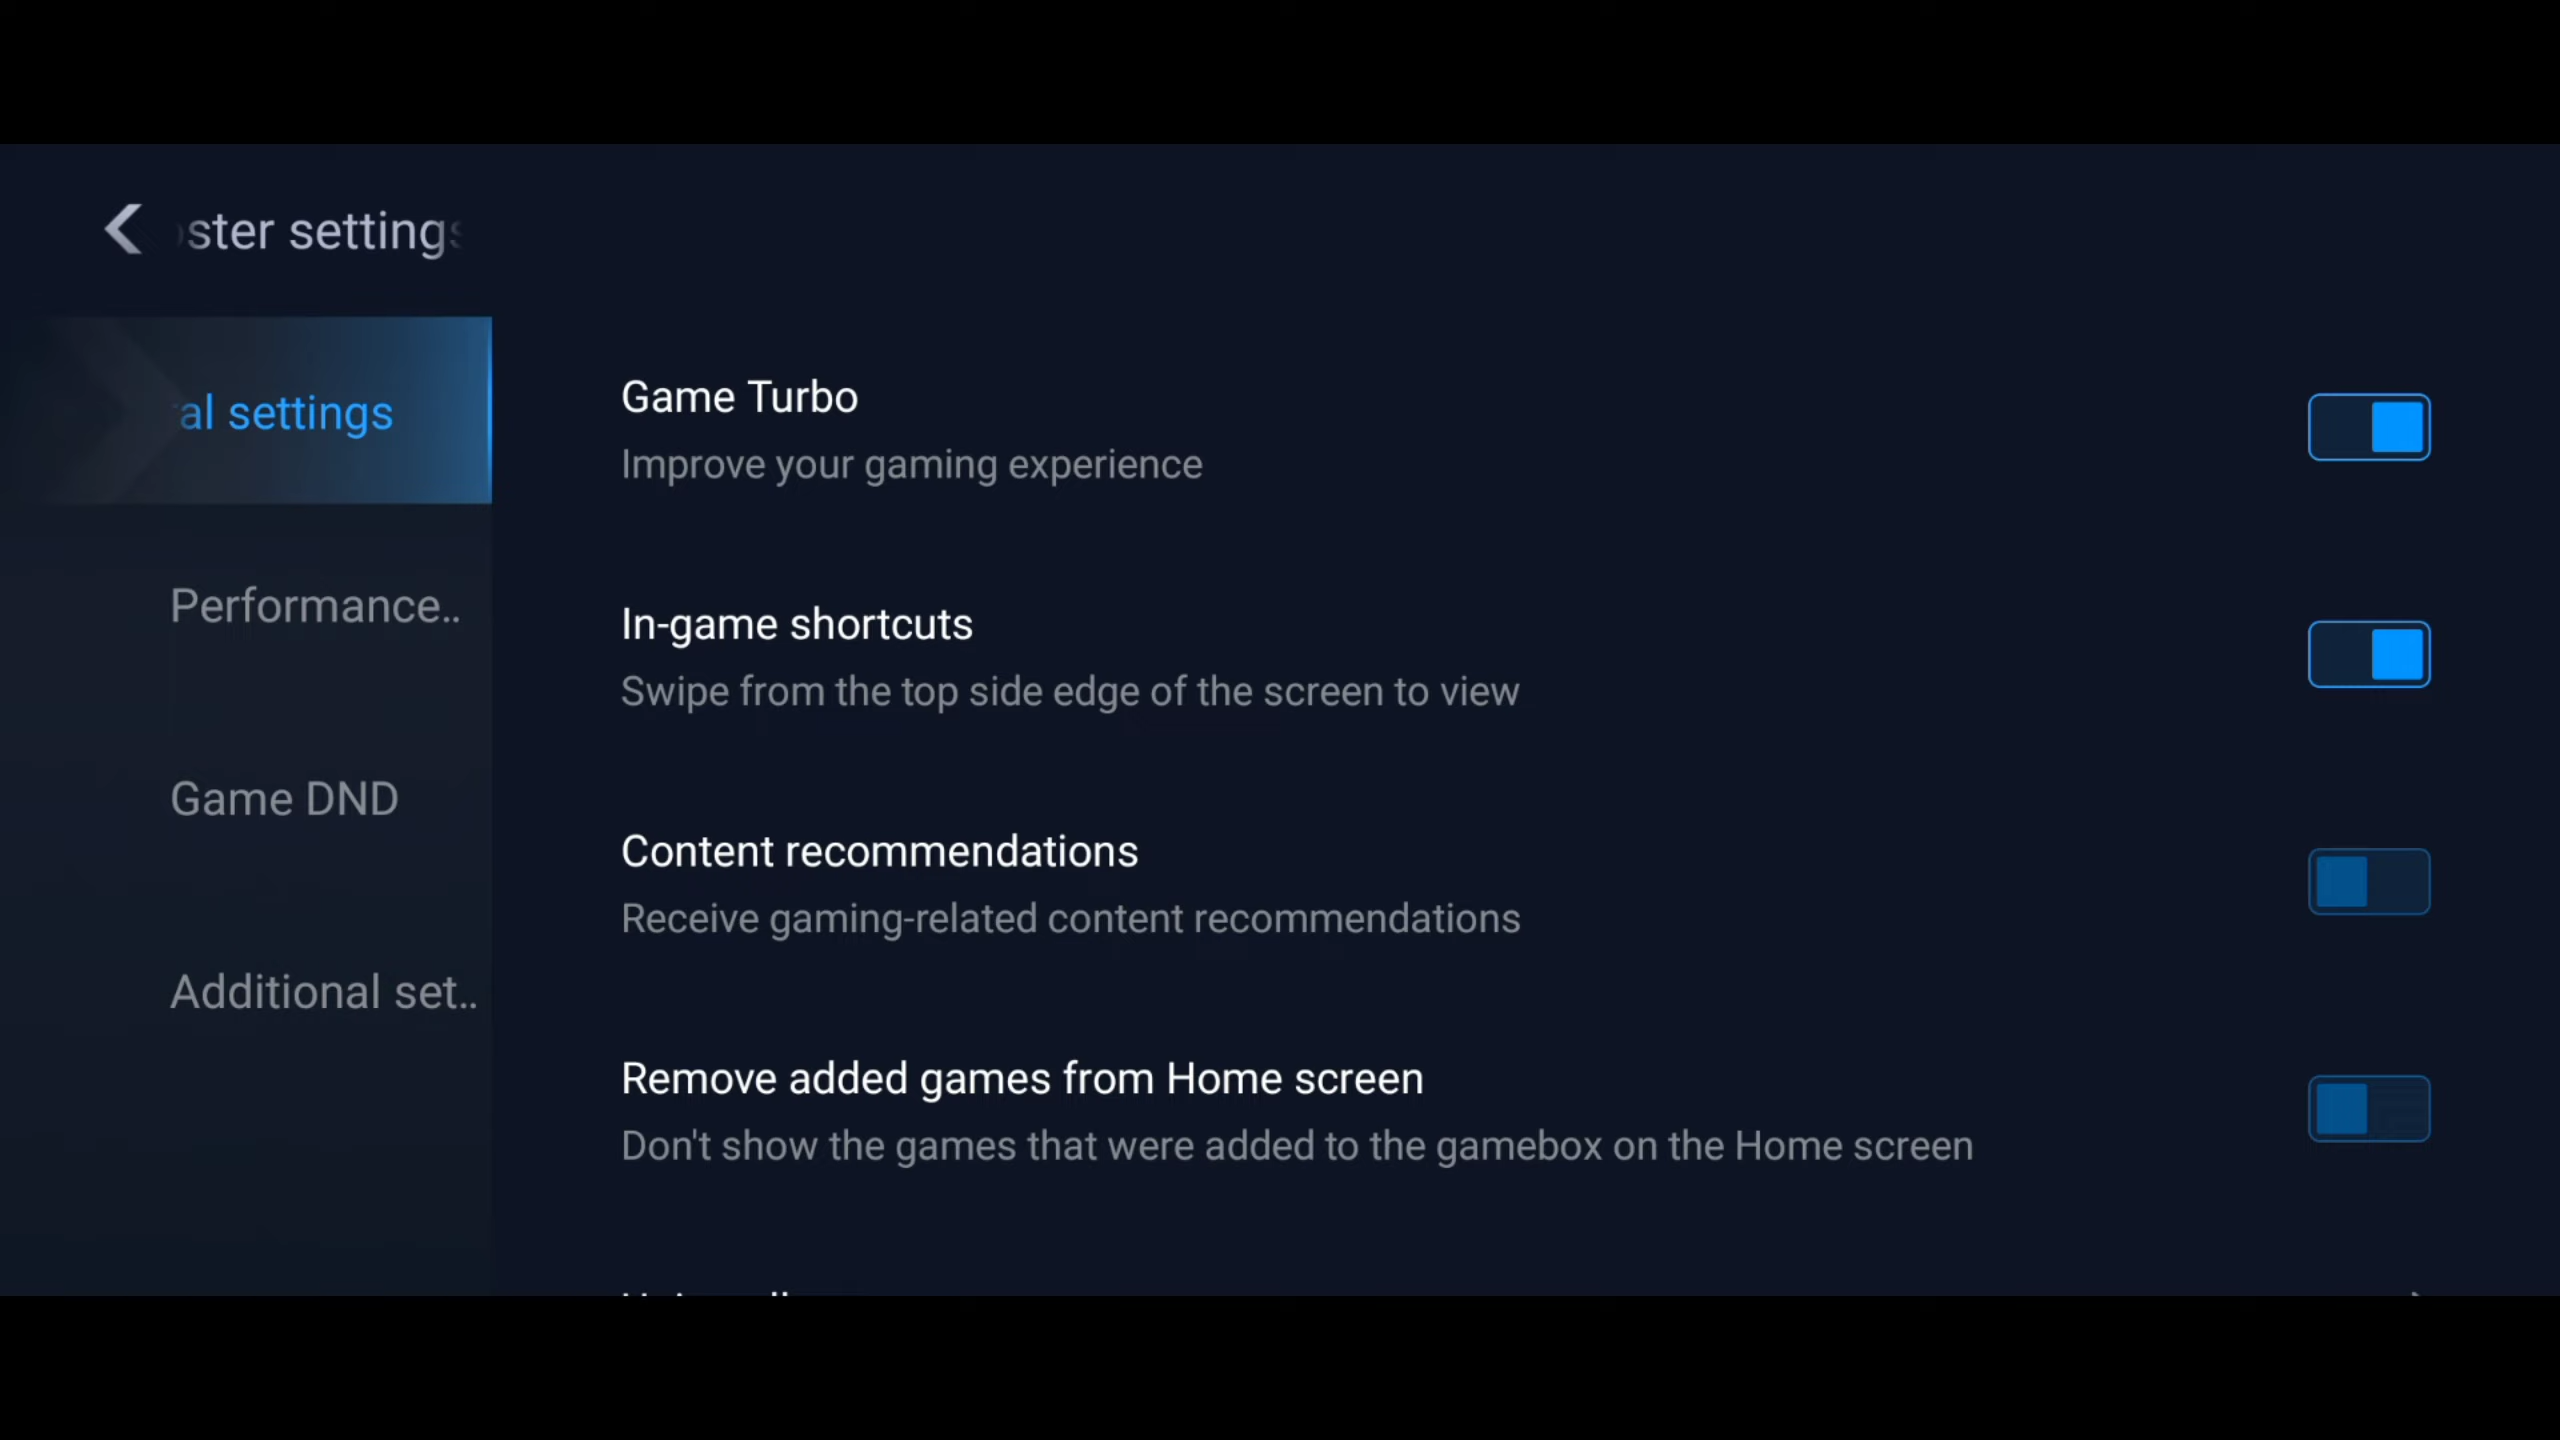 settings
settings
Game Turbo
Improve your gaming experience
Performance..
In-game shortcuts
Swipe from the top side edge of the screen to view
Game DND
Content recommendations
Receive gaming-related content recommendations
Additional set..
Remove added games from Home screen
Don't show the games that were added to the gamebox on the Home screen